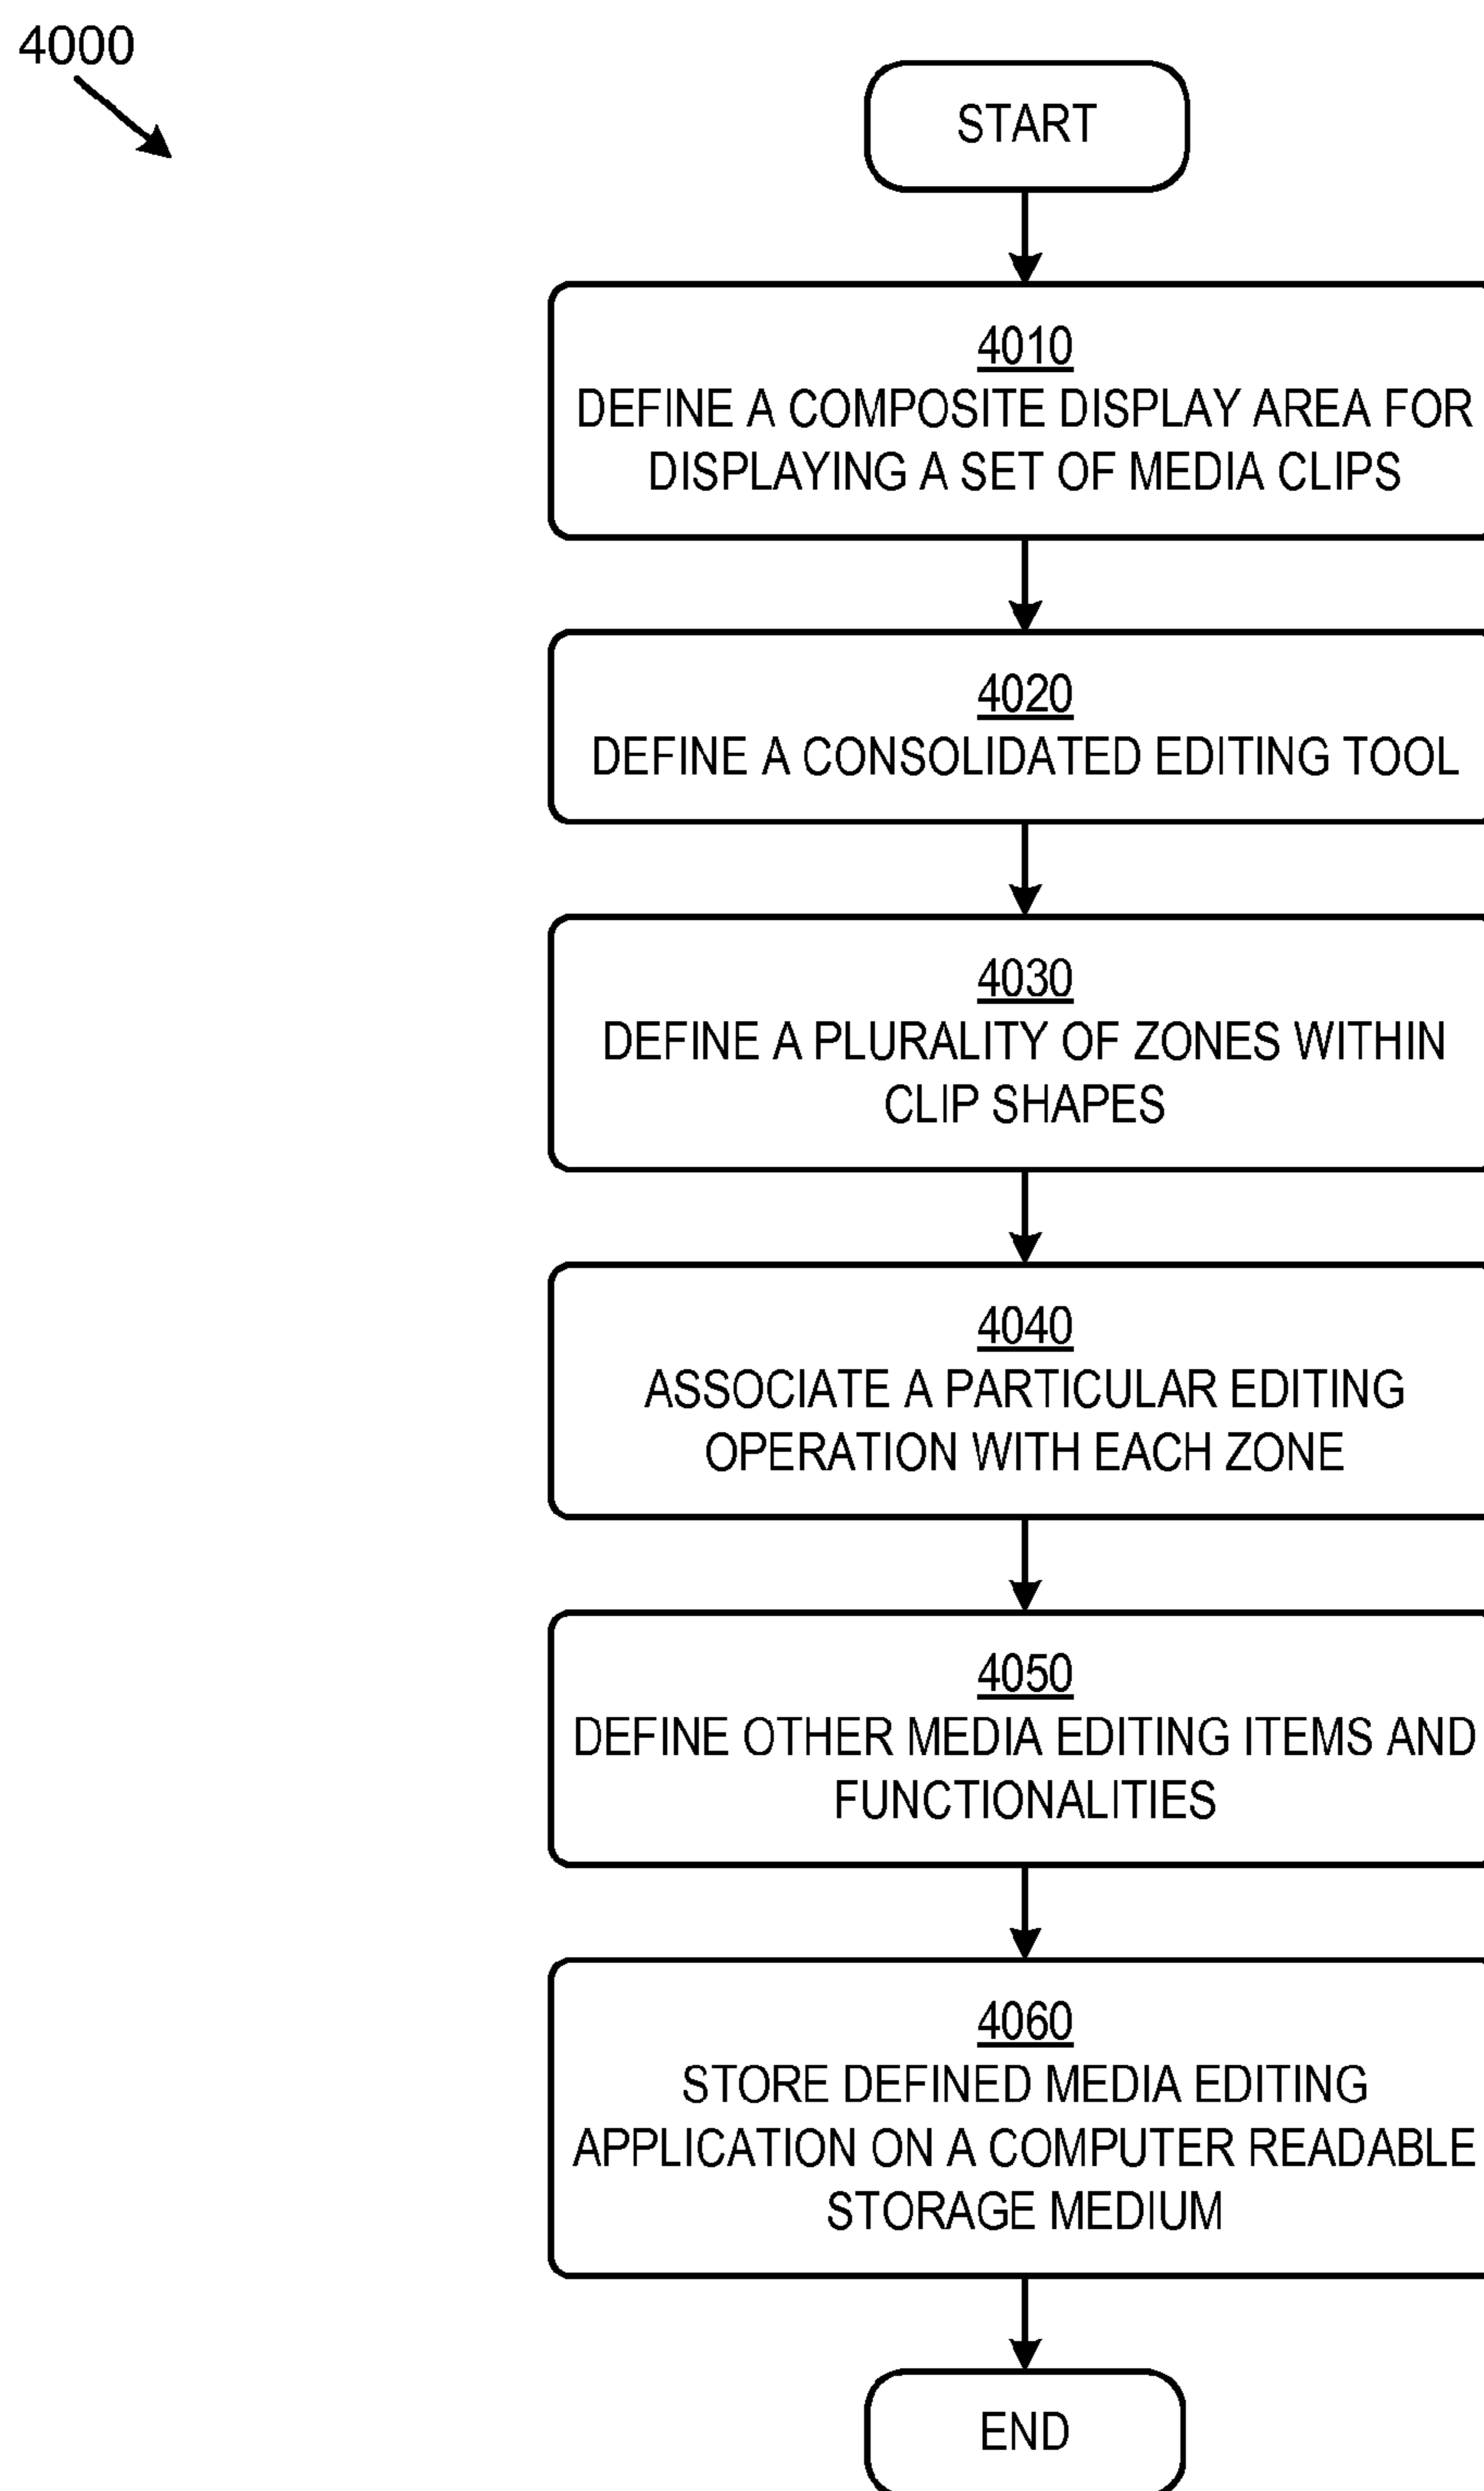 4000
START
4010
DEFINE A COMPOSITE DISPLAY AREA FOR
DISPLAYING A SET OF MEDIA CLIPS
4020
DEFINE A CONSOLIDATED EDITING TOOL
4030
DEFINE A PLURALITY OF ZONES WITHIN
CLIP SHAPES
4040
ASSOCIATE A PARTICULAR EDITING
OPERATION WITH EACH ZONE
4050
DEFINE OTHER MEDIA EDITING ITEMS AND
FUNCTIONALITIES
4060
STORE DEFINED MEDIA EDITING
APPLICATION ON A COMPUTER READABLE
STORAGE MEDIUM
END